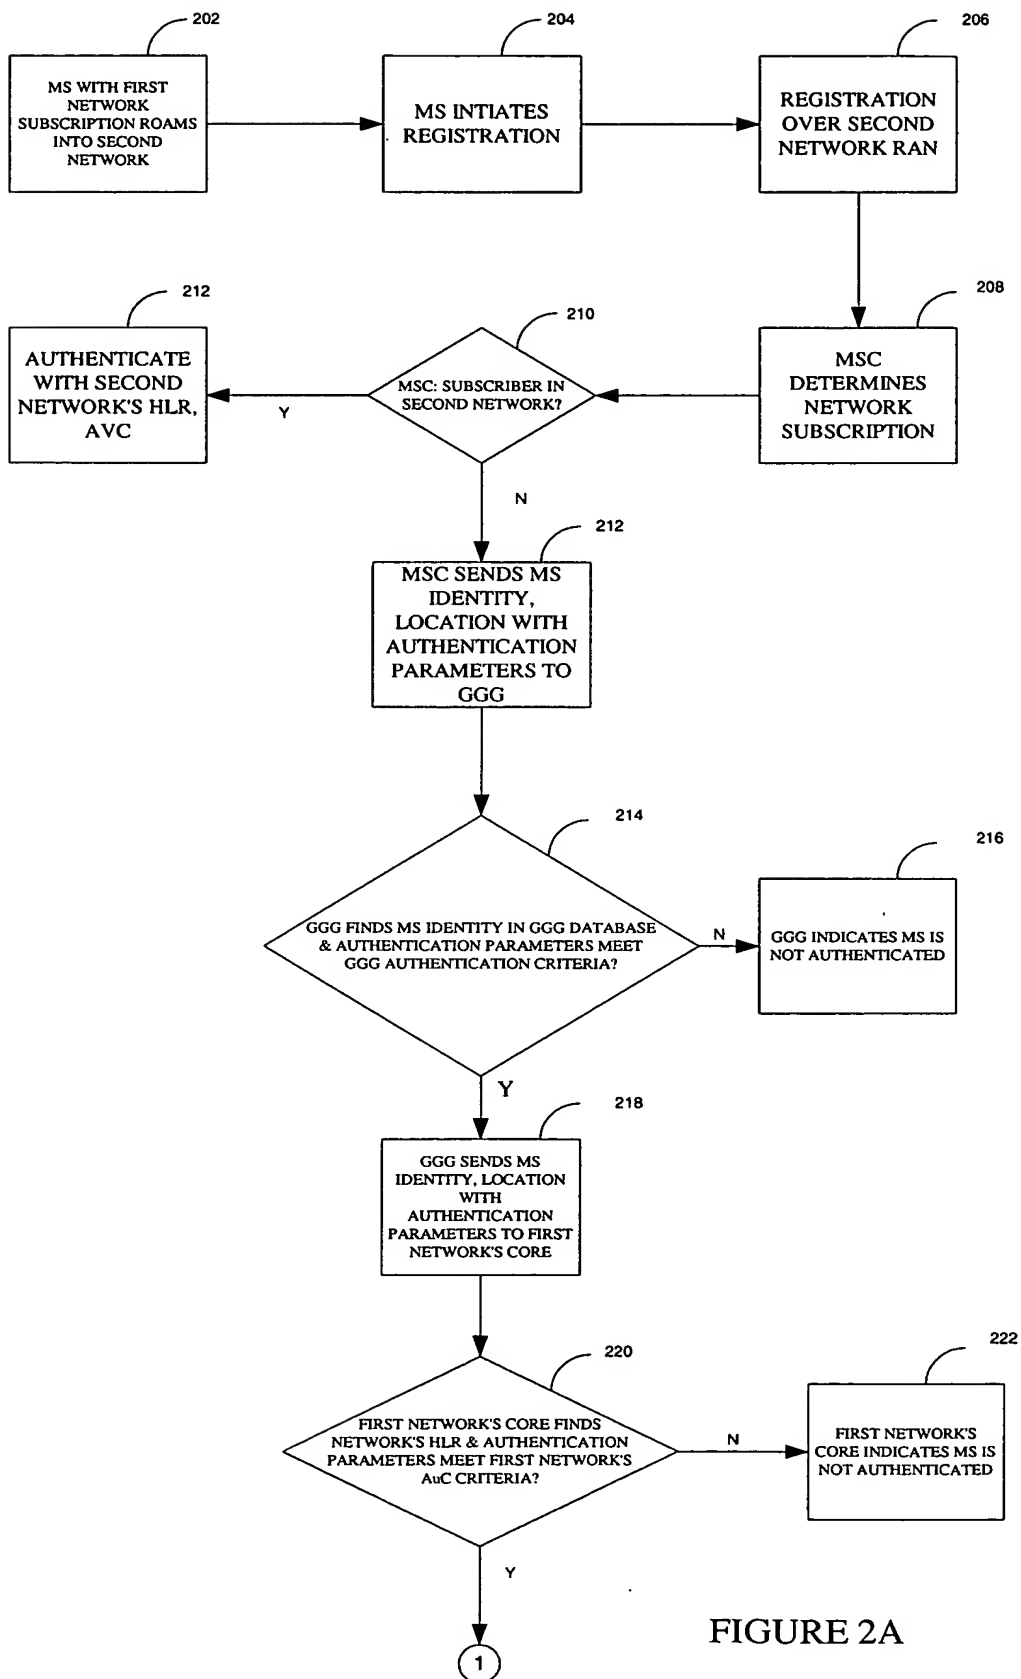 202
MS WITH FIRST
NETWORK
SUBSCRIPTION ROAMS
INTO SECOND
NETWORK
204
MS INTIATES
REGISTRATION
206
REGISTRATION
OVER SECOND
NETWORK RAN
212
AUTHENTICATE
WITH SECOND
NETWORK'S HLR,
AVC
Y
210
MSC: SUBSCRIBER IN
SECOND NETWORK?
208
MSC
DETERMINES
NETWORK
SUBSCRIPTION
N
212
MSC SENDS MS
IDENTITY,
LOCATION WITH
AUTHENTICATION
PARAMETERS TO
GGG
214
GGG FINDS MS IDENTITY IN GGG DATABASE
& AUTHENTICATION PARAMETERS MEET
GGG AUTHENTICATION CRITERIA?
N
216
GGG INDICATES MS IS
NOT AUTHENTICATED
Y
218
GGG SENDS MS
IDENTITY, LOCATION
WITH
AUTHENTICATION
PARAMETERS TO FIRST
NETWORK'S CORE
220
FIRST NETWORK'S CORE FINDS
NETWORK'S HLR & AUTHENTICATION
PARAMETERS MEET FIRST NETWORK'S
AuC CRITERIA?
N
222
FIRST NETWORK'S
CORE INDICATES MS IS
NOT AUTHENTICATED
Y
1
FIGURE 2A